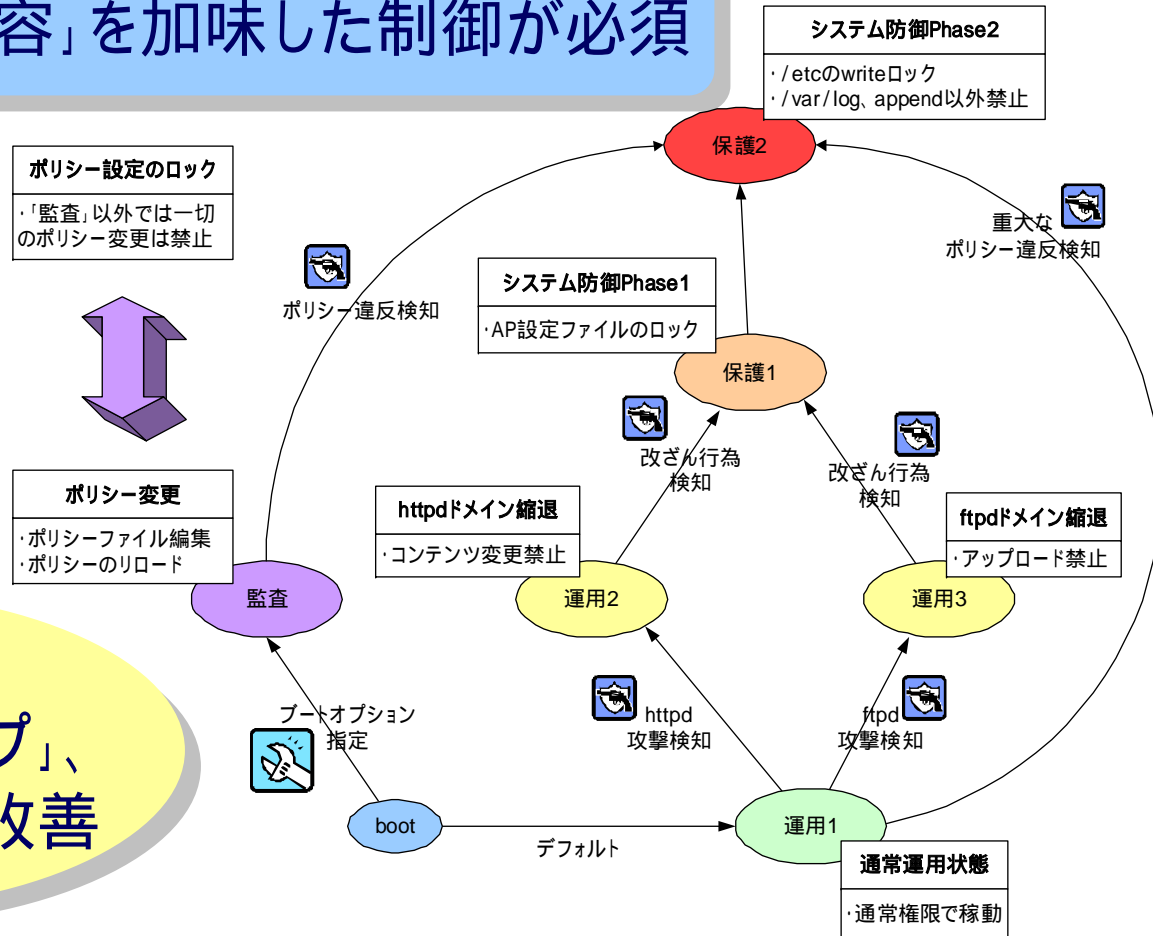 容」を加味した制御が必須
システム防御Phase2
・/etcのwriteロック
・/var/log、append以外禁止
保護2
ポリシー設定のロック
・「監査」以外では一切
のポリシー変更は禁止
重大な
ポリシー違反検知
ポリシー違反検知
システム防御Phase1
・AP設定ファイルのロック
保護1
改ざん行為
検知
改ざん行為
検知
ポリシー変更
・ポリシーファイル編集
・ポリシーのリロード
httpdドメイン縮退
・コンテンツ変更禁止
ftpdドメイン縮退
・アップロード禁止
監査
運用2
運用3
プ」、
改善
ブートオプション
指定
httpd
攻撃検知
ftpd
攻撃検知
boot
デフォルト
運用1
通常運用状態
・通常権限で稼動